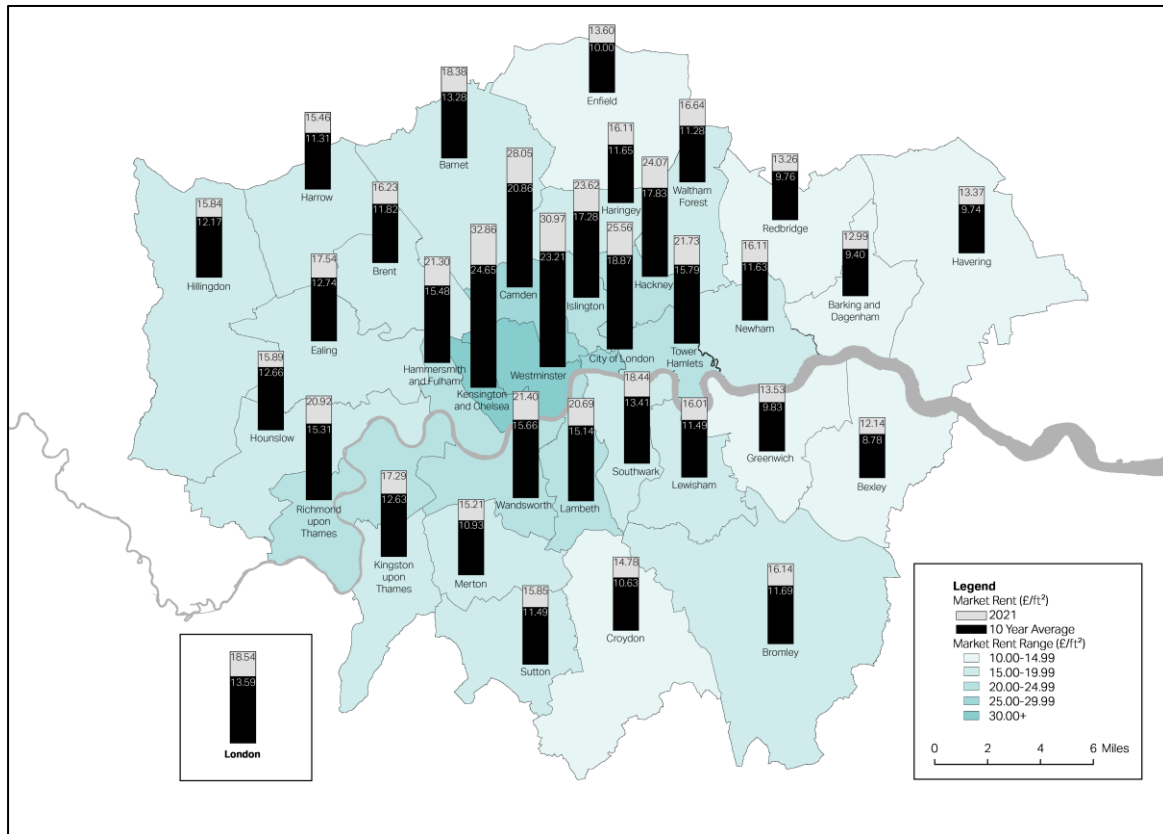 13.60
10.00
Enfield
18.38
13.28
Barnet
15.46
11.31
Harrow
16.11
11.65
Haringey
16.64
11.28
Waltham
Forest
28.05
20.86
Camden
24.07
17.83
Hackney
13.26
9.76
Redbridge
13.37
9.74
Havering
16.23
11.82
Brent
23.62
17.28
Islington
15.84
12.17
Hillingdon
30.97
23.21
Westminster
32.86
24.65
Kensington
and Chelsea
25.56
18.87
City of London
21.73
15.79
Tower
Hamlets
16.11
11.63
Newham
12.99
9.40
Barking and
Dagenham
17.54
12.74
Ealing
21.30
15.48
Hammersmith
and Fulham
15.89
12.66
Hounslow
20.92
15.31
Richmond
upon
Thames
21.40
15.66
Wandsworth
20.69
15.14
Lambeth
18.44
13.41
Southwark
16.01
11.49
Lewisham
13.53
9.83
Greenwich
12.14
8.78
Bexley
17.29
12.63
Kingston
upon
Thames
15.21
10.93
Merton
15.85
11.49
Sutton
14.78
10.63
Croydon
16.14
11.69
Bromley
18.54
13.59
London
Legend
Market Rent (£/ft²)
2021
10 Year Average
Market Rent Range (£/ft²)
10.00-14.99
15.00-19.99
20.00-24.99
25.00-29.99
30.00+
0 2 4 6 Miles